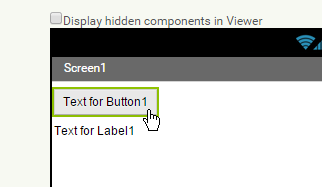 Display hidden components in Viewer
Screen1
Text for Button1
Text for Label1